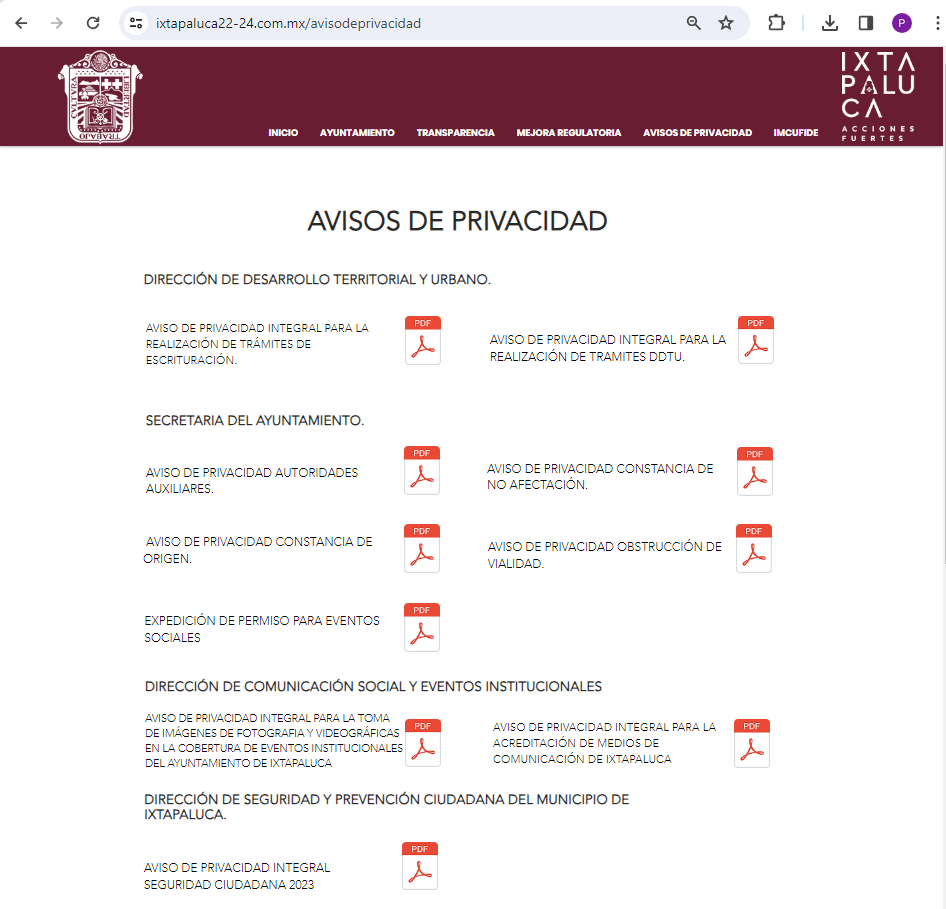 ixtapaluca22-24.com.mx/avisodeprivacidad
P
CULTURA
LIBERTAD
TRABAJO
IXTA
PALU
CA
ACCIONES
FUERTES
INICIO AYUNTAMIENTO TRANSPARENCIA MEJORA REGULATORIA AVISOS DE PRIVACIDAD IMCUFIDE
AVISOS DE PRIVACIDAD
DIRECCIÓN DE DESARROLLO TERRITORIAL Y URBANO.
AVISO DE PRIVACIDAD INTEGRAL PARA LA
REALIZACIÓN DE TRÁMITES DE
ESCRITURACIÓN.
PDF
AVISO DE PRIVACIDAD INTEGRAL PARA LA
REALIZACIÓN DE TRAMITES DDTU.
PDF
SECRETARIA DEL AYUNTAMIENTO.
AVISO DE PRIVACIDAD AUTORIDADES
AUXILIARES.
PDF
AVISO DE PRIVACIDAD CONSTANCIA DE
NO AFECTACIÓN.
PDF
AVISO DE PRIVACIDAD CONSTANCIA DE
ORIGEN.
PDF
AVISO DE PRIVACIDAD OBSTRUCCIÓN DE
VIALIDAD.
PDF
EXPEDICIÓN DE PERMISO PARA EVENTOS
SOCIALES
PDF
DIRECCIÓN DE COMUNICACIÓN SOCIAL Y EVENTOS INSTITUCIONALES
AVISO DE PRIVACIDAD INTEGRAL PARA LA TOMA
DE IMÁGENES DE FOTOGRAFIA Y VIDEOGRÁFICAS
EN LA COBERTURA DE EVENTOS INSTITUCIONALES
DEL AYUNTAMIENTO DE IXTAPALUCA
PDF
AVISO DE PRIVACIDAD INTEGRAL PARA LA
ACREDITACIÓN DE MEDIOS DE
COMUNICACIÓN DE IXTAPALUCA
PDF
DIRECCIÓN DE SEGURIDAD Y PREVENCIÓN CIUDADANA DEL MUNICIPIO DE
IXTAPALUCA.
AVISO DE PRIVACIDAD INTEGRAL
SEGURIDAD CIUDADANA 2023
PDF